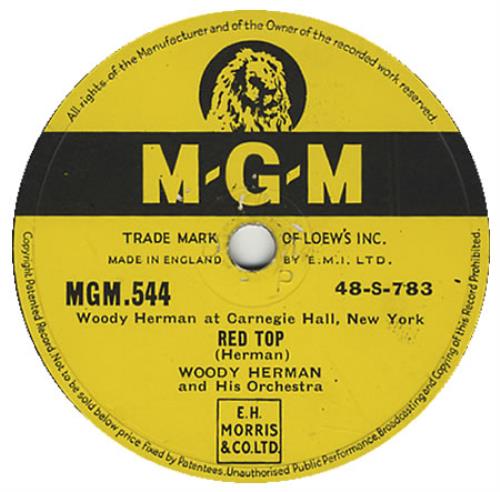 All rights of the Manufacturer and of the Owner of the recorded work reserved.
M-G-M
TRADE MARK OF LOEW'S INC.
MADE IN ENGLAND BY E.M.I. LTD.
MGM.544 48-S-783
Woody Herman at Carnegie Hall, New York
RED TOP
(Herman)
WOODY HERMAN
and His Orchestra
E.H.
MORRIS
& CO. LTD.
Copyright Patented Record. Not to be sold below price fixed by Patentees. Unauthorised Public Performance, Broadcasting and Copying of this Record Prohibited.